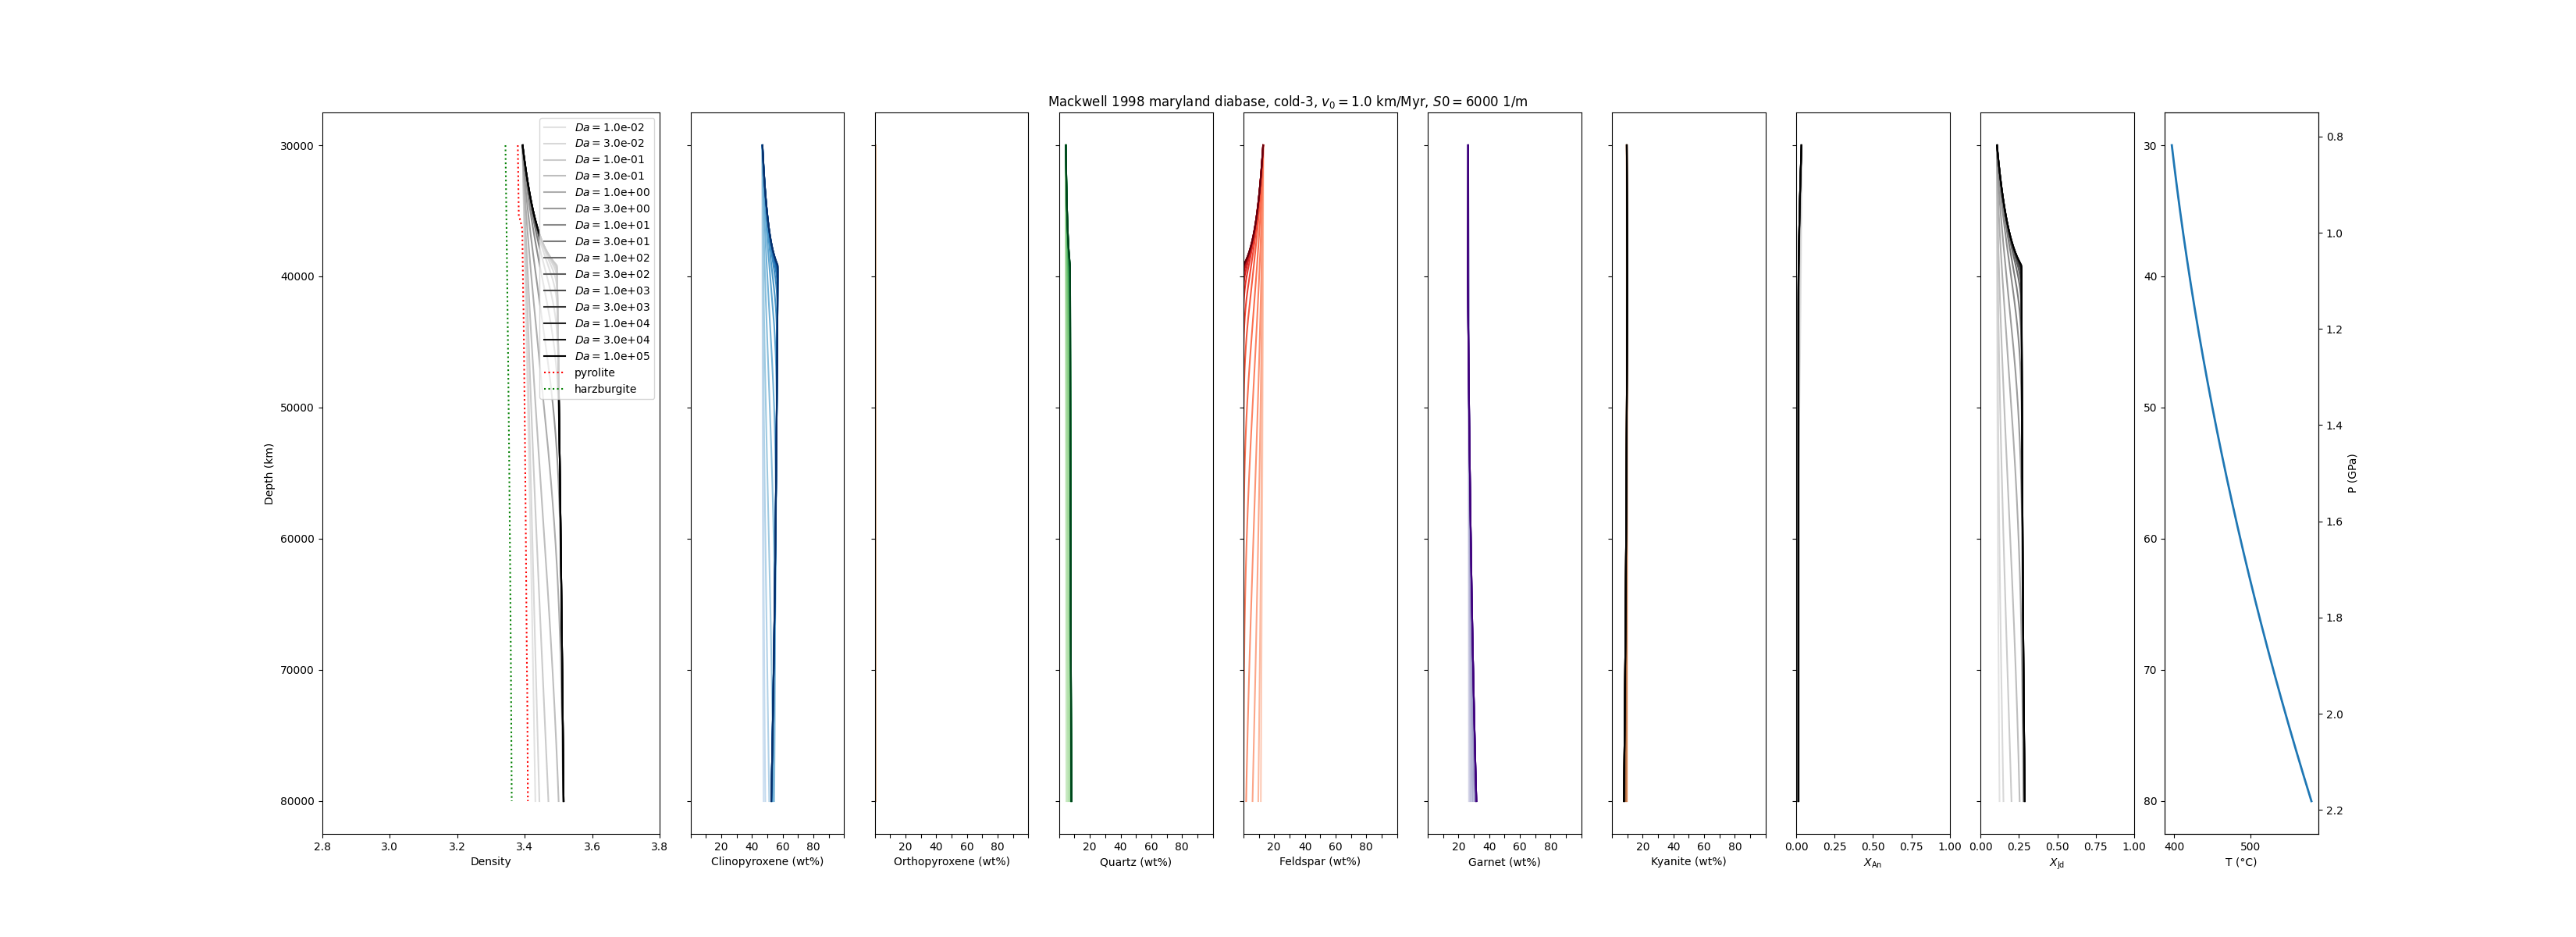 Mackwell 1998 maryland diabase, cold-3, v₀ = 1.0 km/Myr, S0 = 6000 1/m
Da = 1.0e-02
Da = 3.0e-02
Da = 1.0e-01
Da = 3.0e-01
Da = 1.0e+00
Da = 3.0e+00
Da = 1.0e+01
Da = 3.0e+01
Da = 1.0e+02
Da = 3.0e+02
Da = 1.0e+03
Da = 3.0e+03
Da = 1.0e+04
Da = 3.0e+04
Da = 1.0e+05
pyrolite
harzburgite
Depth (km)
30000
40000
50000
60000
70000
80000
2.8 3.0 3.2 3.4 3.6 3.8
Density
20 40 60 80
Clinopyroxene (wt%)
20 40 60 80
Orthopyroxene (wt%)
20 40 60 80
Quartz (wt%)
20 40 60 80
Feldspar (wt%)
20 40 60 80
Garnet (wt%)
20 40 60 80
Kyanite (wt%)
0.00 0.25 0.50 0.75 1.00
X_An
0.00 0.25 0.50 0.75 1.00
X_Jd
30
40
50
60
70
80
400 500
T (°C)
0.8
1.0
1.2
1.4
1.6
1.8
2.0
2.2
P (GPa)